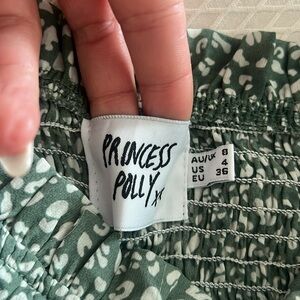 PRINCESS
POLLY
AU/UK 8
US 4
EU 36